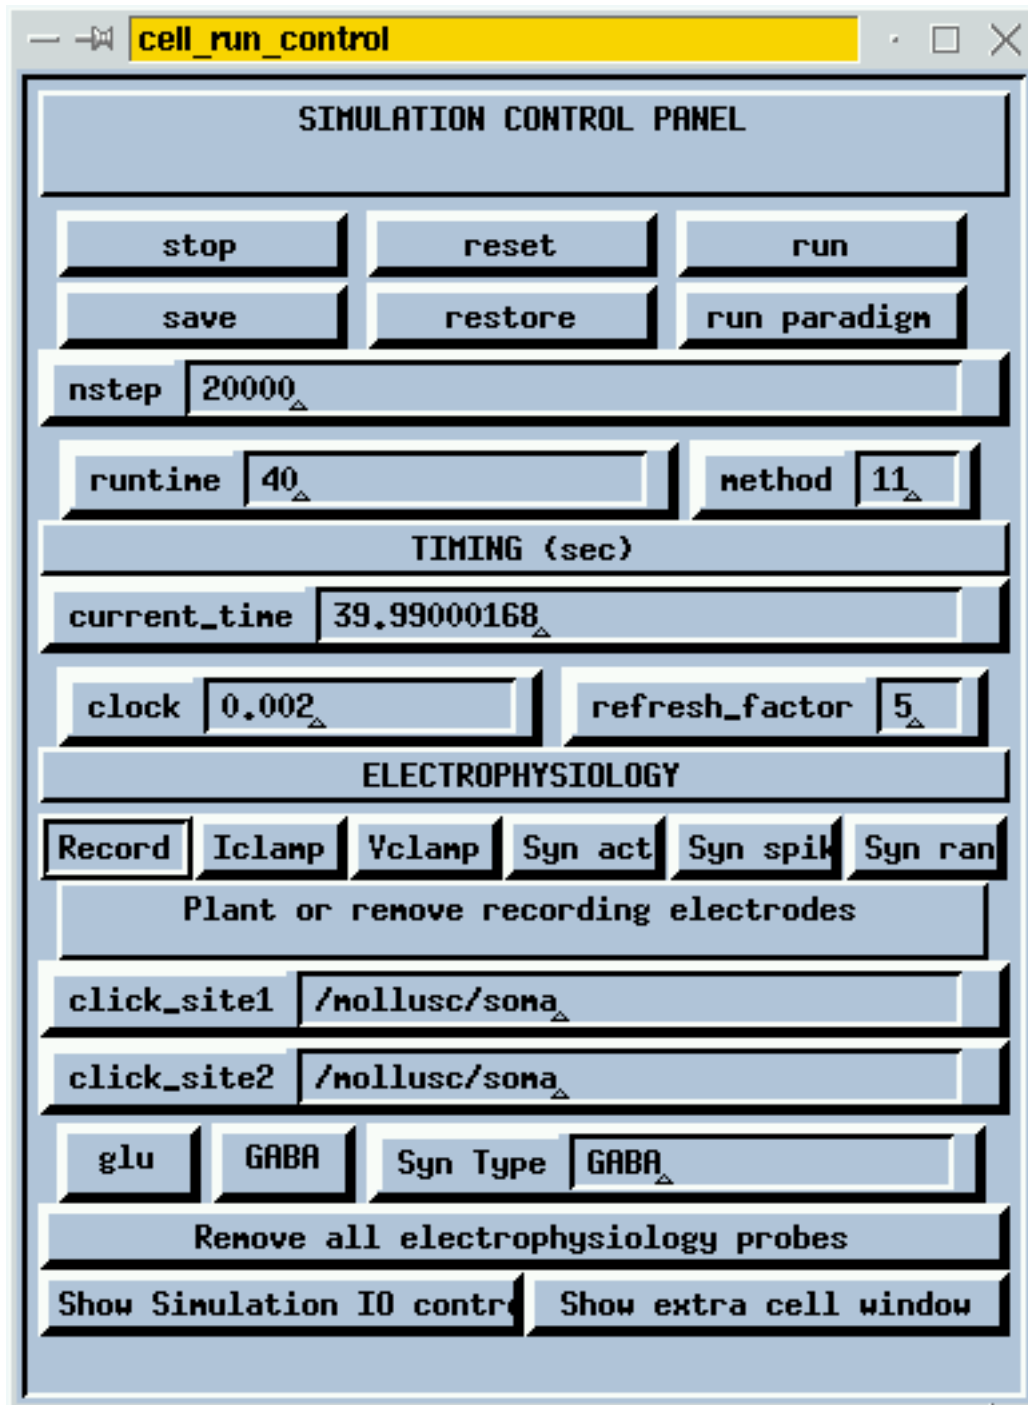 cell_run_control
SIMULATION CONTROL PANEL
stop reset run
save restore run paradigm
nstep 20000
runtime 40 method 11
TIMING (sec)
current_time 39.99000168
clock 0.002 refresh_factor 5
ELECTROPHYSIOLOGY
Record Iclamp Vclamp Syn act Syn spik Syn ran
Plant or remove recording electrodes
click_site1 /mollusc/soma
click_site2 /mollusc/soma
glu GABA Syn Type GABA
Remove all electrophysiology probes
Show Simulation IO contro Show extra cell window